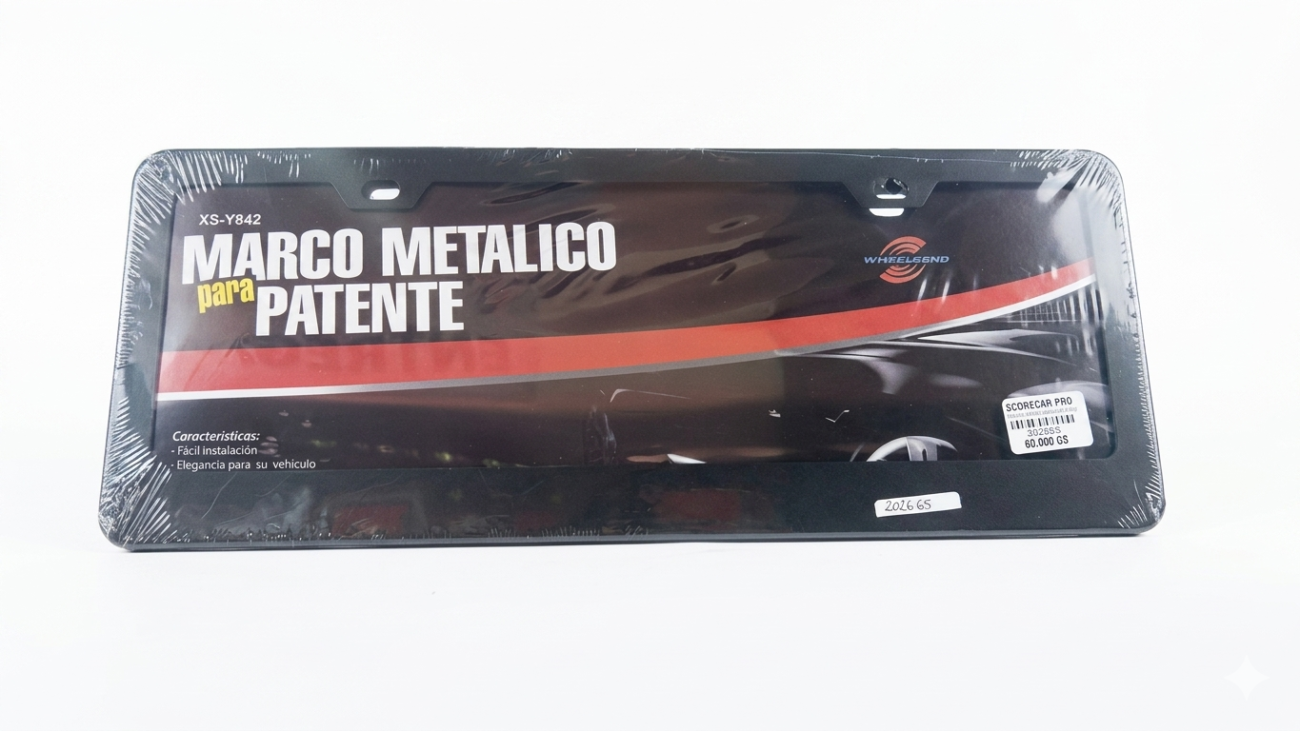 XS-Y842
MARCO METALICO
para PATENTE
WHEELSSND
Caracteristicas:
- Fácil instalación
- Elegancia para su vehiculo
SCORECAR PRO
30265S
60.000 GS
202665